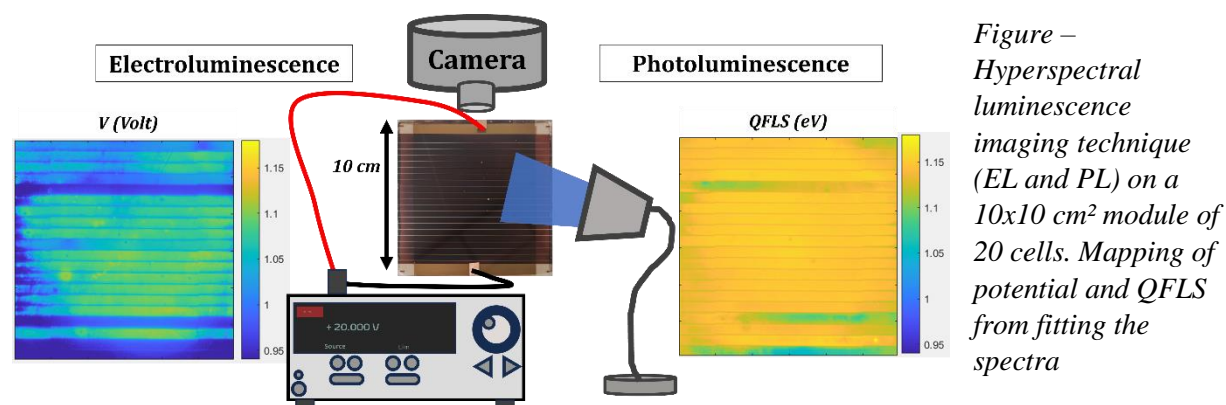 Electroluminescence
Camera
Photoluminescence
V (Volt)
1.15
1.1
1.05
1
0.95
10 cm
+ 20.000 V
Source Lim
QFLS (eV)
1.15
1.1
1.05
1
0.95
Figure –
Hyperspectral
luminescence
imaging technique
(EL and PL) on a
10x10 cm² module of
20 cells. Mapping of
potential and QFLS
from fitting the
spectra